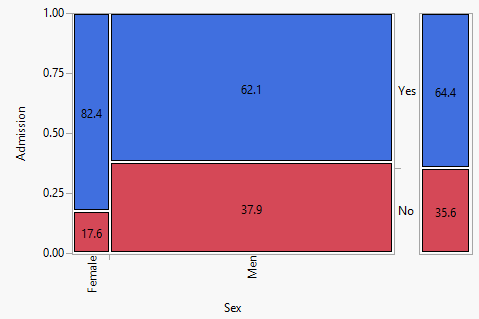 1.00
0.75
0.50
0.25
0.00
Admission
82.4
17.6
62.1
37.9
Yes
No
64.4
35.6
Female
Men
Sex